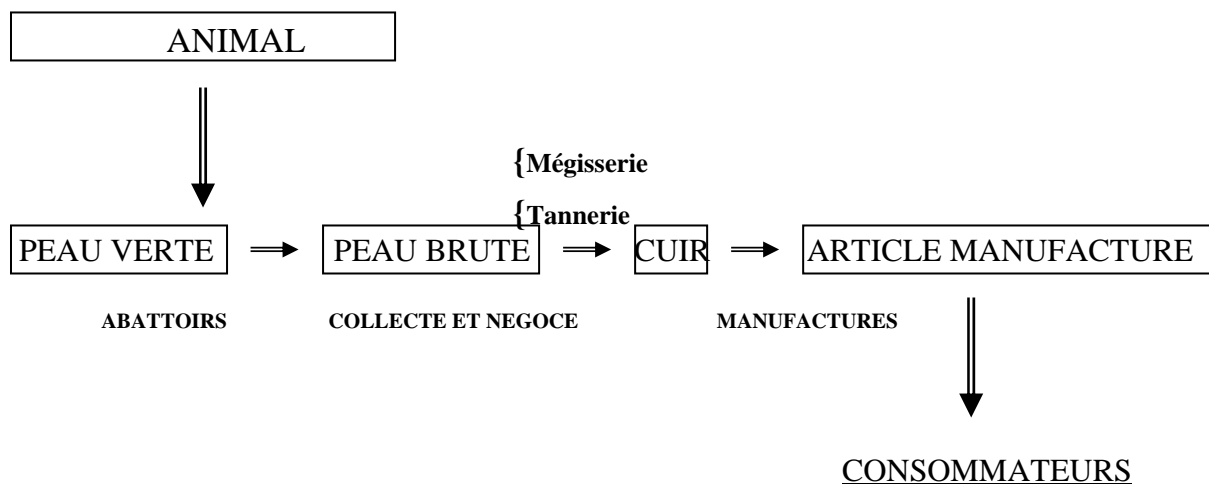 ANIMAL
{Mégisserie
{Tannerie
PEAU VERTE
PEAU BRUTE
CUIR
ARTICLE MANUFACTURE
ABATTOIRS
COLLECTE ET NEGOCE
MANUFACTURES
CONSOMMATEURS